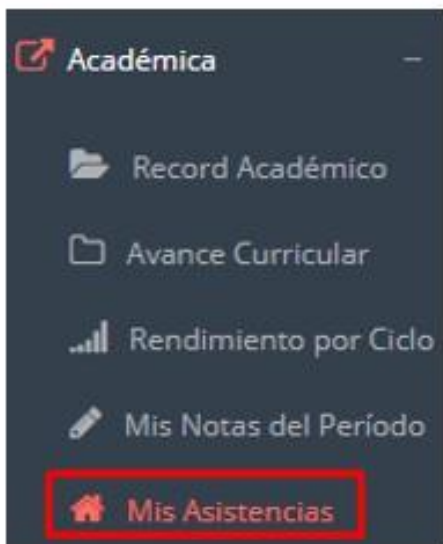 Académica
Record Académico
Avance Curricular
Rendimiento por Ciclo
Mis Notas del Período
Mis Asistencias